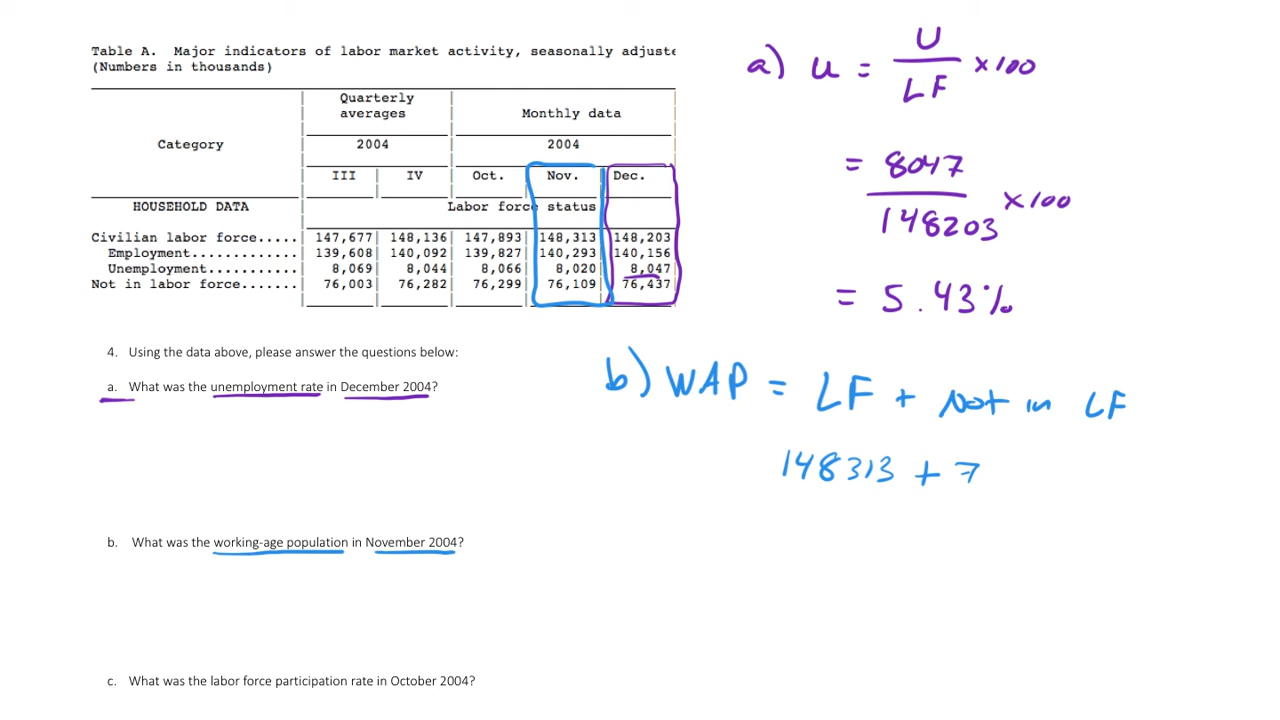 Table A. Major indicators of labor market activity, seasonally adjuste
(Numbers in thousands)
Quarterly averages | Monthly data
Category | 2004 | 2004
III | IV | Oct. | Nov. | Dec.
HOUSEHOLD DATA | Labor force status
Civilian labor force..... | 147,677 | 148,136 | 147,893 | 148,313 | 148,203
Employment............. | 139,608 | 140,092 | 139,827 | 140,293 | 140,156
Unemployment........... | 8,069 | 8,044 | 8,066 | 8,020 | 8,047
Not in labor force....... | 76,003 | 76,282 | 76,299 | 76,109 | 76,437
4. Using the data above, please answer the questions below:
a. What was the unemployment rate in December 2004?
b. What was the working-age population in November 2004?
c. What was the labor force participation rate in October 2004?
a) u = U / LF × 100
= 8047 / 148203 × 100
= 5.43%
b) WAP = LF + Not in LF
148313 + 7